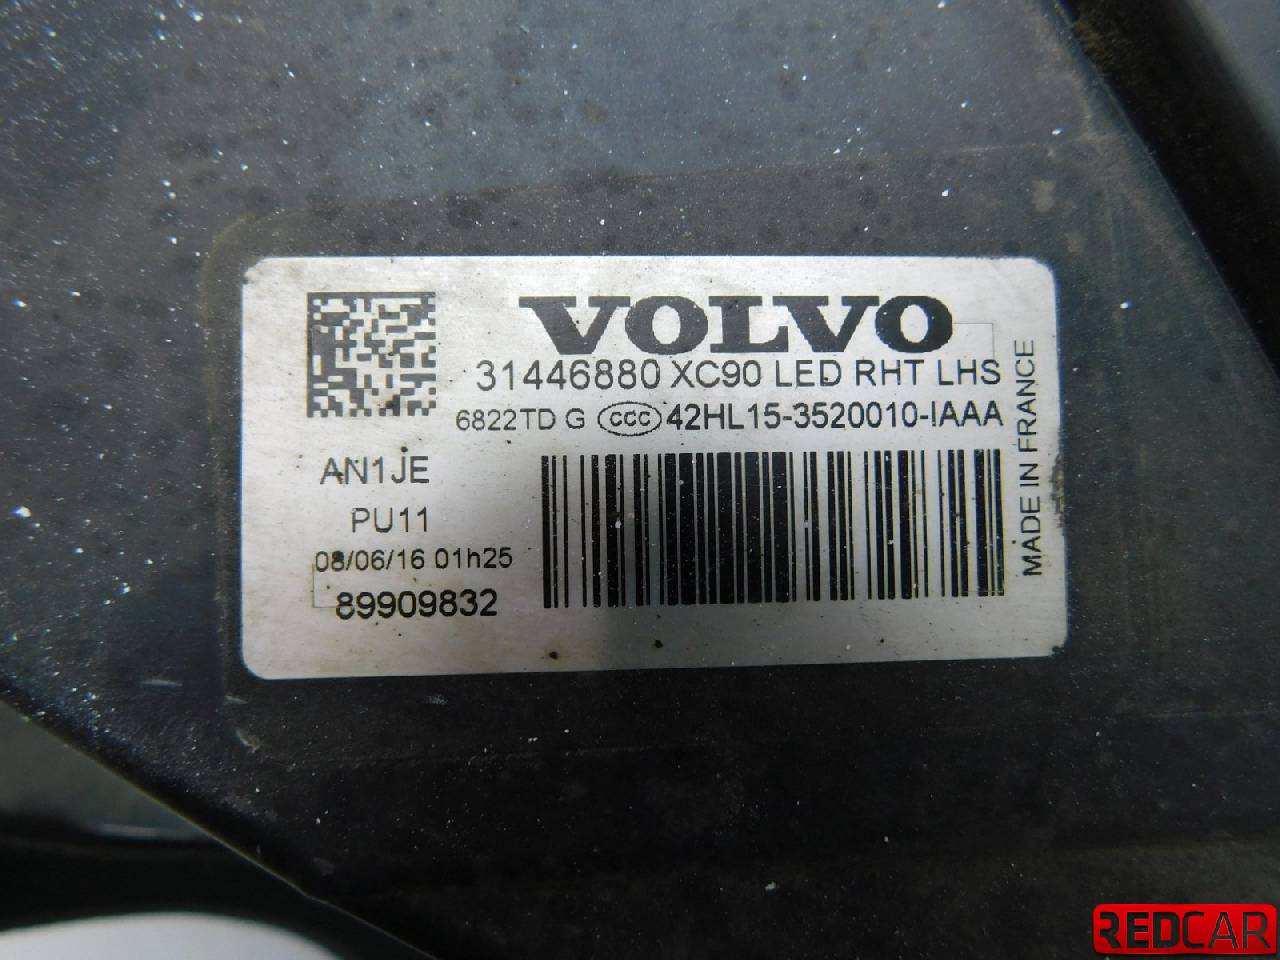 VOLVO
31446880 XC90 LED RHT LHS
6822TD G CCC 42HL15-3520010-IAAA
AN1JE
PU11
08/06/16 01h25
89909832
MADE IN FRANCE
REDCAR